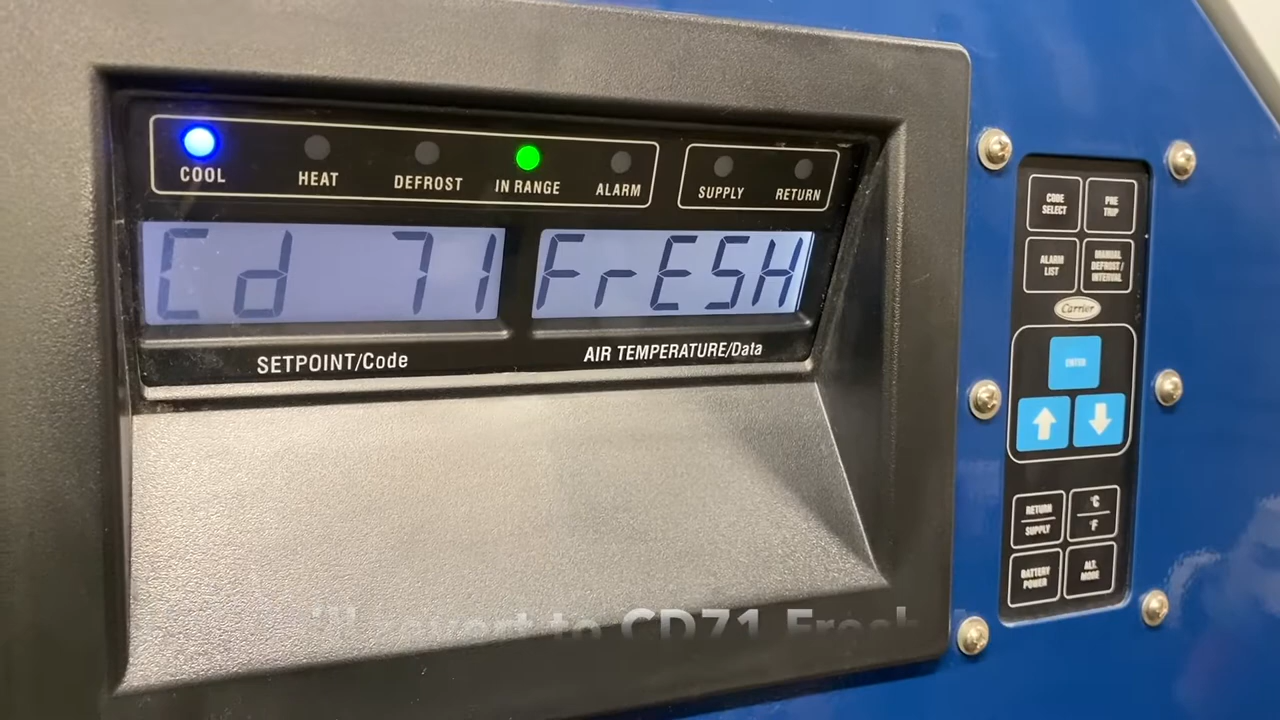 COOL HEAT DEFROST IN RANGE ALARM SUPPLY RETURN
Cd 71 FrESH
SETPOINT/Code AIR TEMPERATURE/Data
CODE SELECT
PRE TRIP
ALARM LIST
MANUAL DEFROST / INTERVAL
Carrier
ENTER
RETURN
SUPPLY
°C
°F
BATTERY POWER
ALT. MODE
to CD71 Fresh